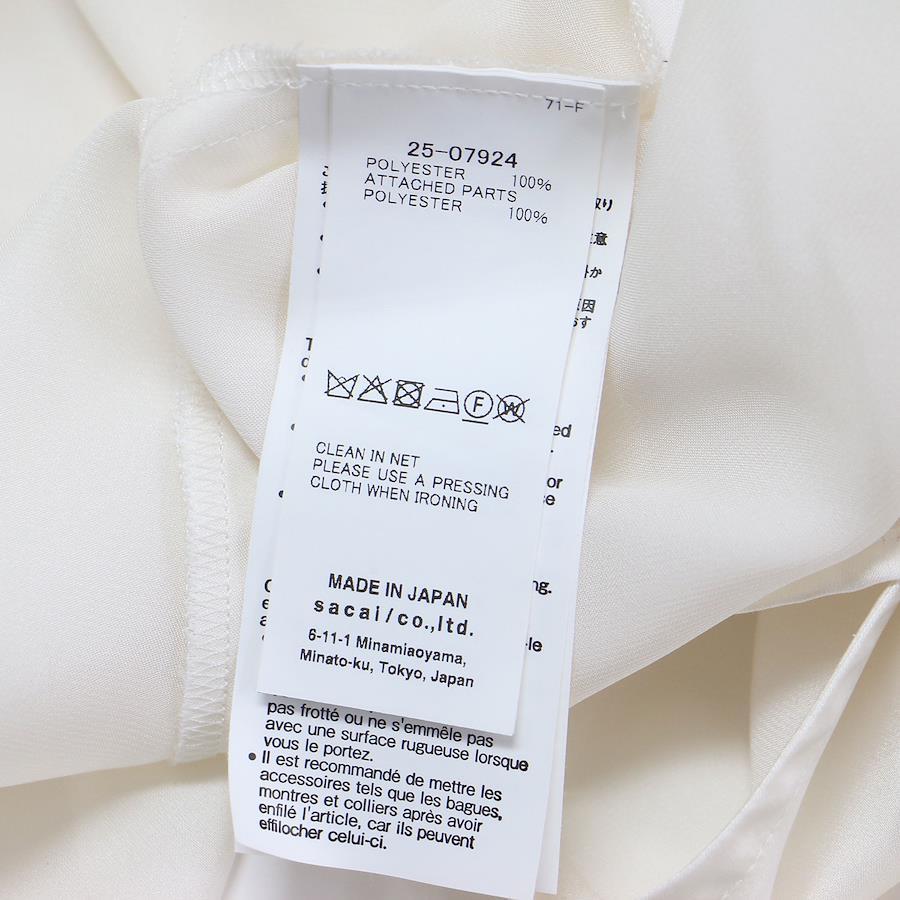 71-F
25-07924
POLYESTER 100%
ATTACHED PARTS
POLYESTER 100%
F
W
CLEAN IN NET
PLEASE USE A PRESSING
CLOTH WHEN IRONING
MADE IN JAPAN
sacai/co.,ltd.
6-11-1 Minamiaoyama,
Minato-ku, Tokyo, Japan
pas frotté ou ne s'emmêle pas
avec une surface rugueuse lorsque
vous le portez.
● Il est recommandé de mettre les
accessoires tels que les bagues,
montres et colliers après avoir
enfilé l'article, car ils peuvent
effilocher celui-ci.